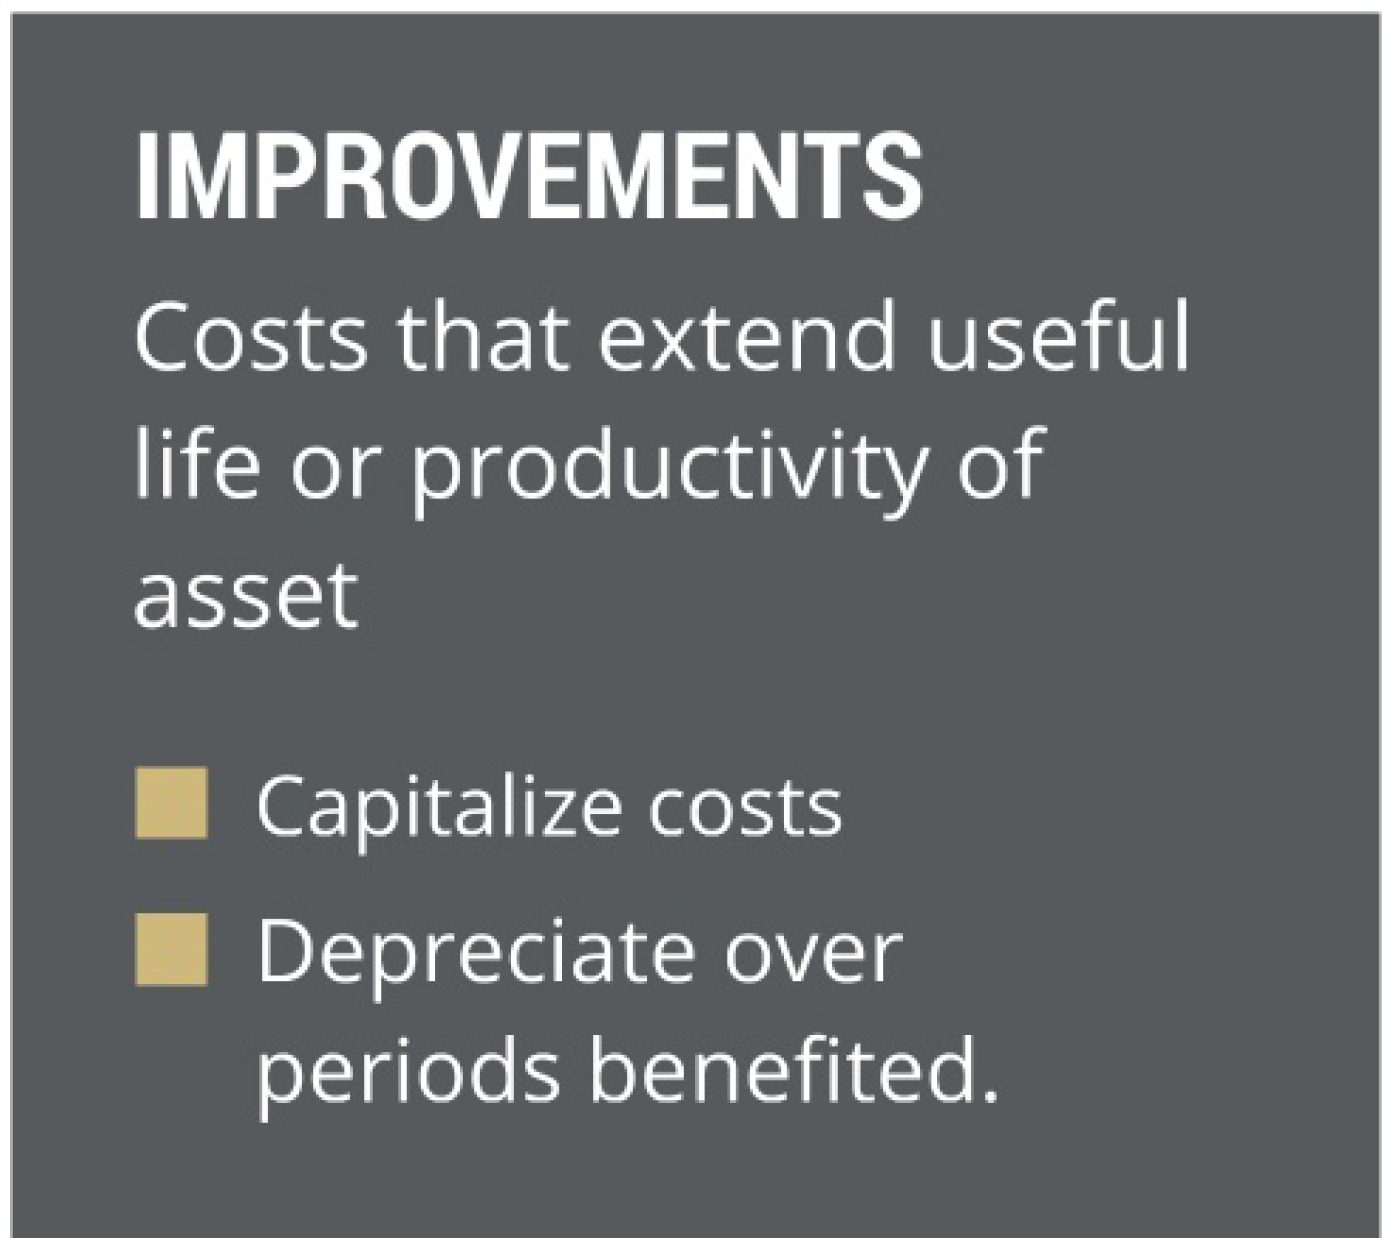 IMPROVEMENTS
Costs that extend useful
life or productivity of
asset
Capitalize costs
Depreciate over
periods benefited.